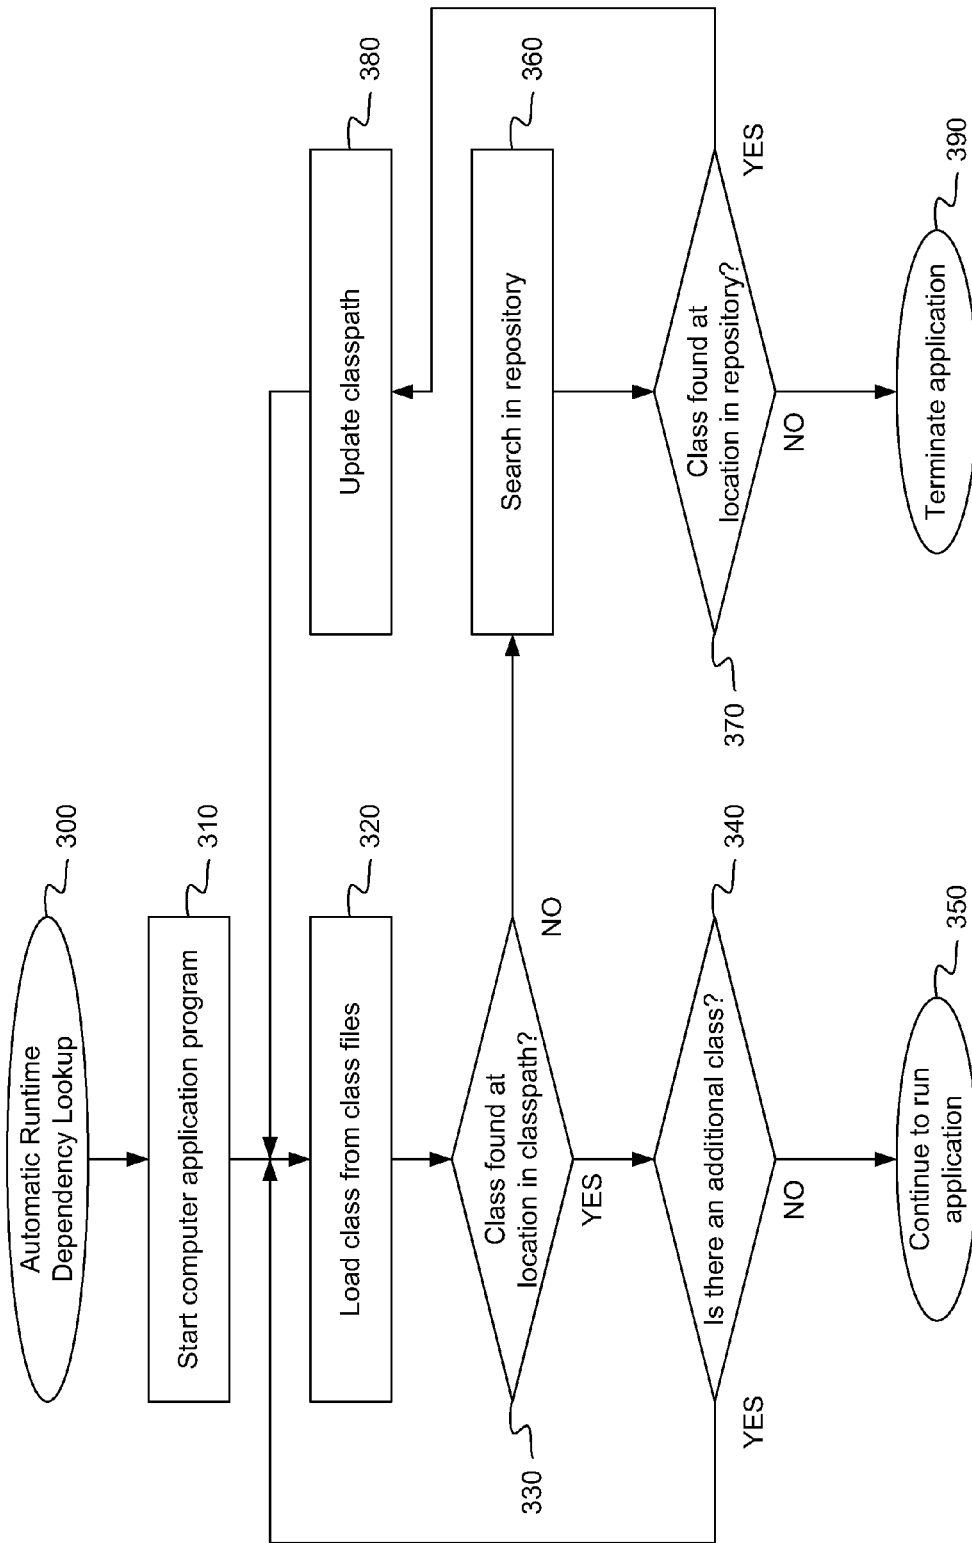 Automatic Runtime
Dependency Lookup
300
Start computer application program
310
Load class from class files
320
Class found at
location in classpath?
330
NO
YES
Is there an additional class?
340
YES
NO
Continue to run
application
350
Update classpath
380
Search in repository
360
Class found at
location in repository?
370
YES
NO
Terminate application
390